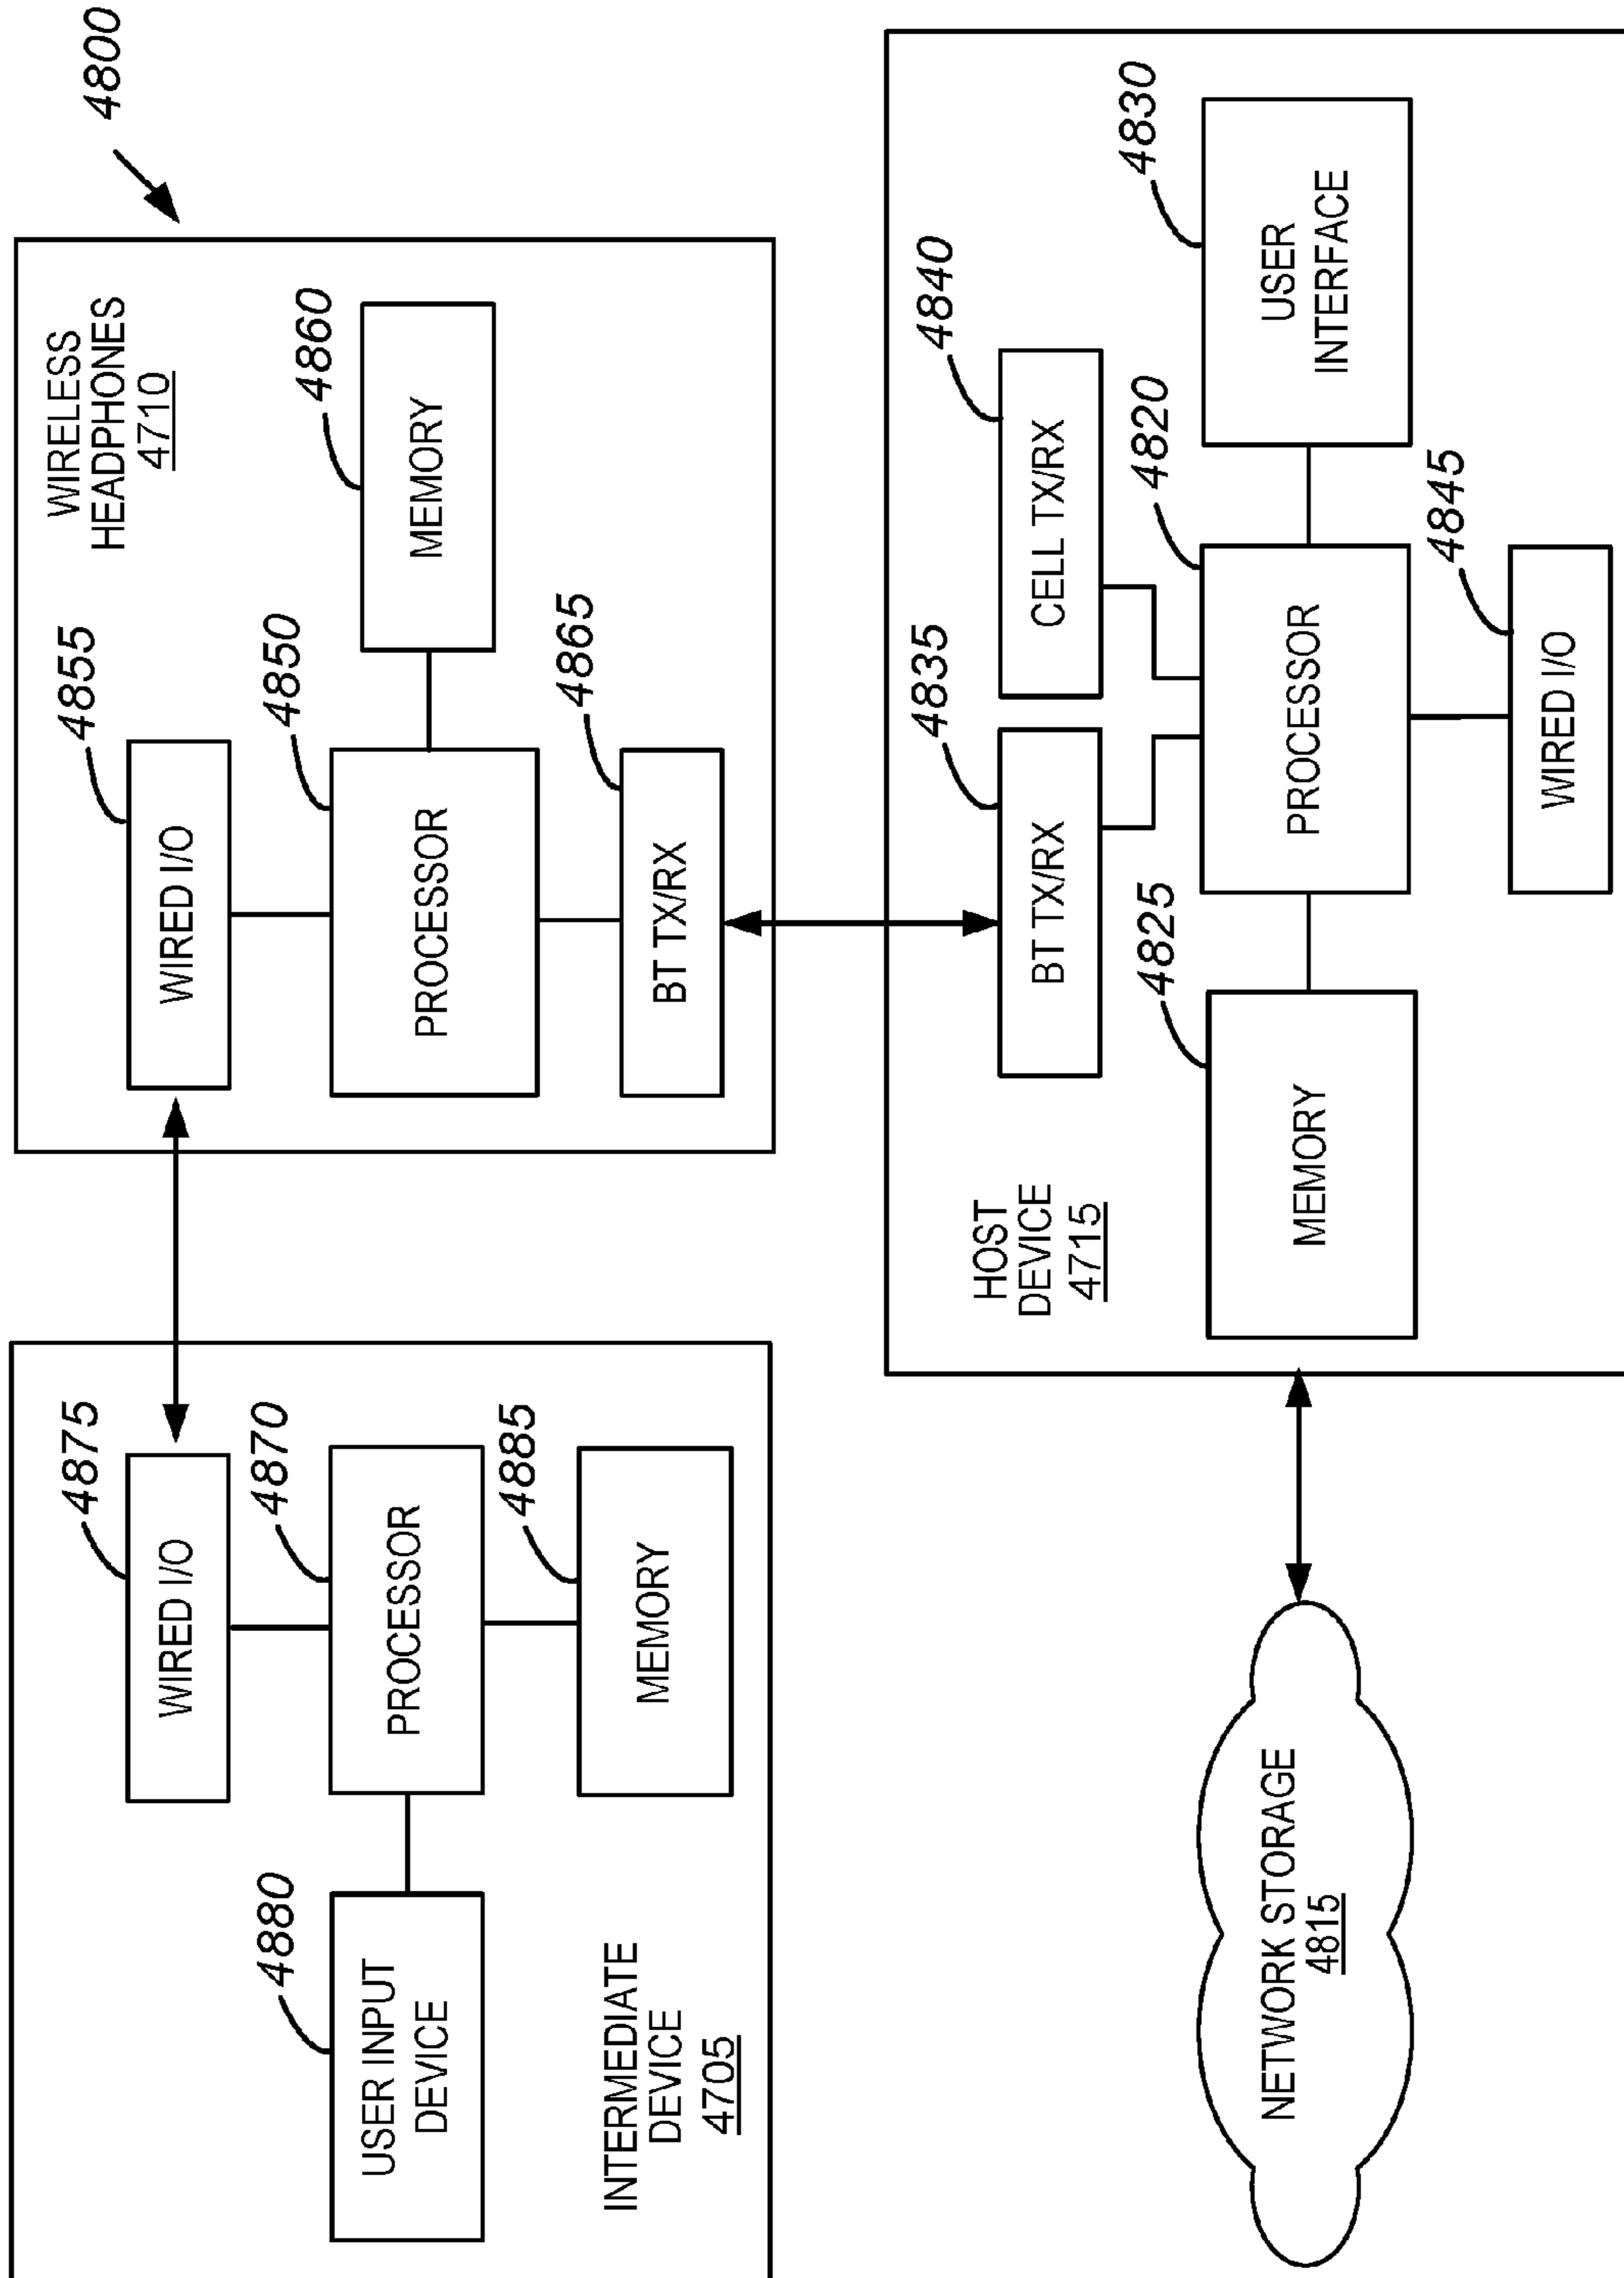 4875
WIRED I/O
4870
PROCESSOR
4880
USER INPUT
DEVICE
4885
MEMORY
INTERMEDIATE
DEVICE
4705
WIRELESS
HEADPHONES
4710
4855
WIRED I/O
4850
PROCESSOR
4860
MEMORY
4865
BT TX/RX
4800
NETWORK STORAGE
4815
HOST
DEVICE
4715
4835
BT TX/RX
4840
CELL TX/RX
4825
MEMORY
4820
PROCESSOR
4830
USER
INTERFACE
4845
WIRED I/O